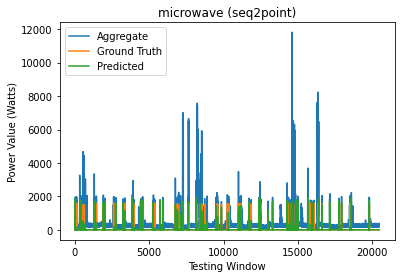 microwave (seq2point)
12000
10000
8000
6000
4000
2000
0
Power Value (Watts)
Aggregate
Ground Truth
Predicted
0 5000 10000 15000 20000
Testing Window